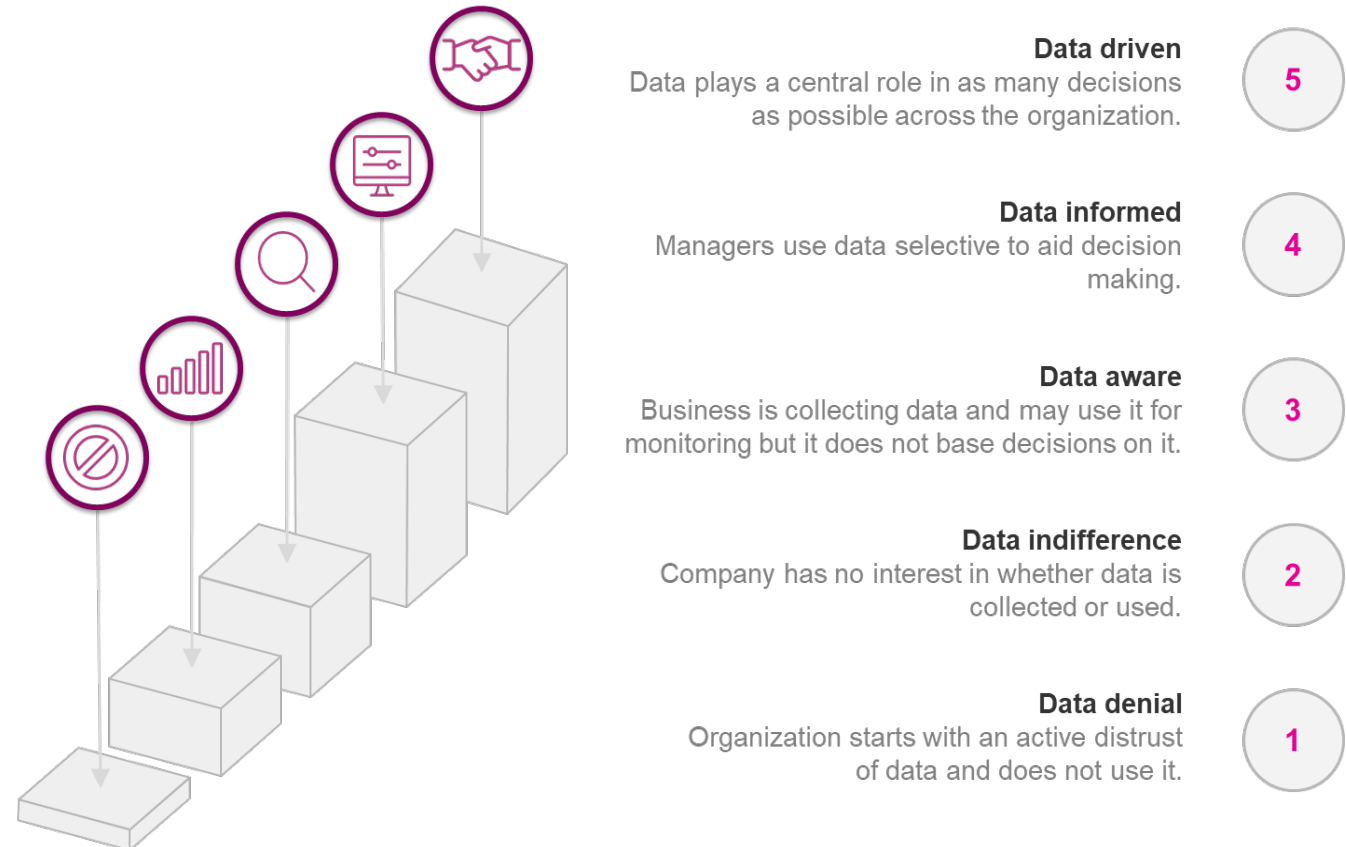 Data driven
Data plays a central role in as many decisions
as possible across the organization.
5
Data informed
Managers use data selective to aid decision
making.
4
Data aware
Business is collecting data and may use it for
monitoring but it does not base decisions on it.
3
Data indifference
Company has no interest in whether data is
collected or used.
2
Data denial
Organization starts with an active distrust
of data and does not use it.
1